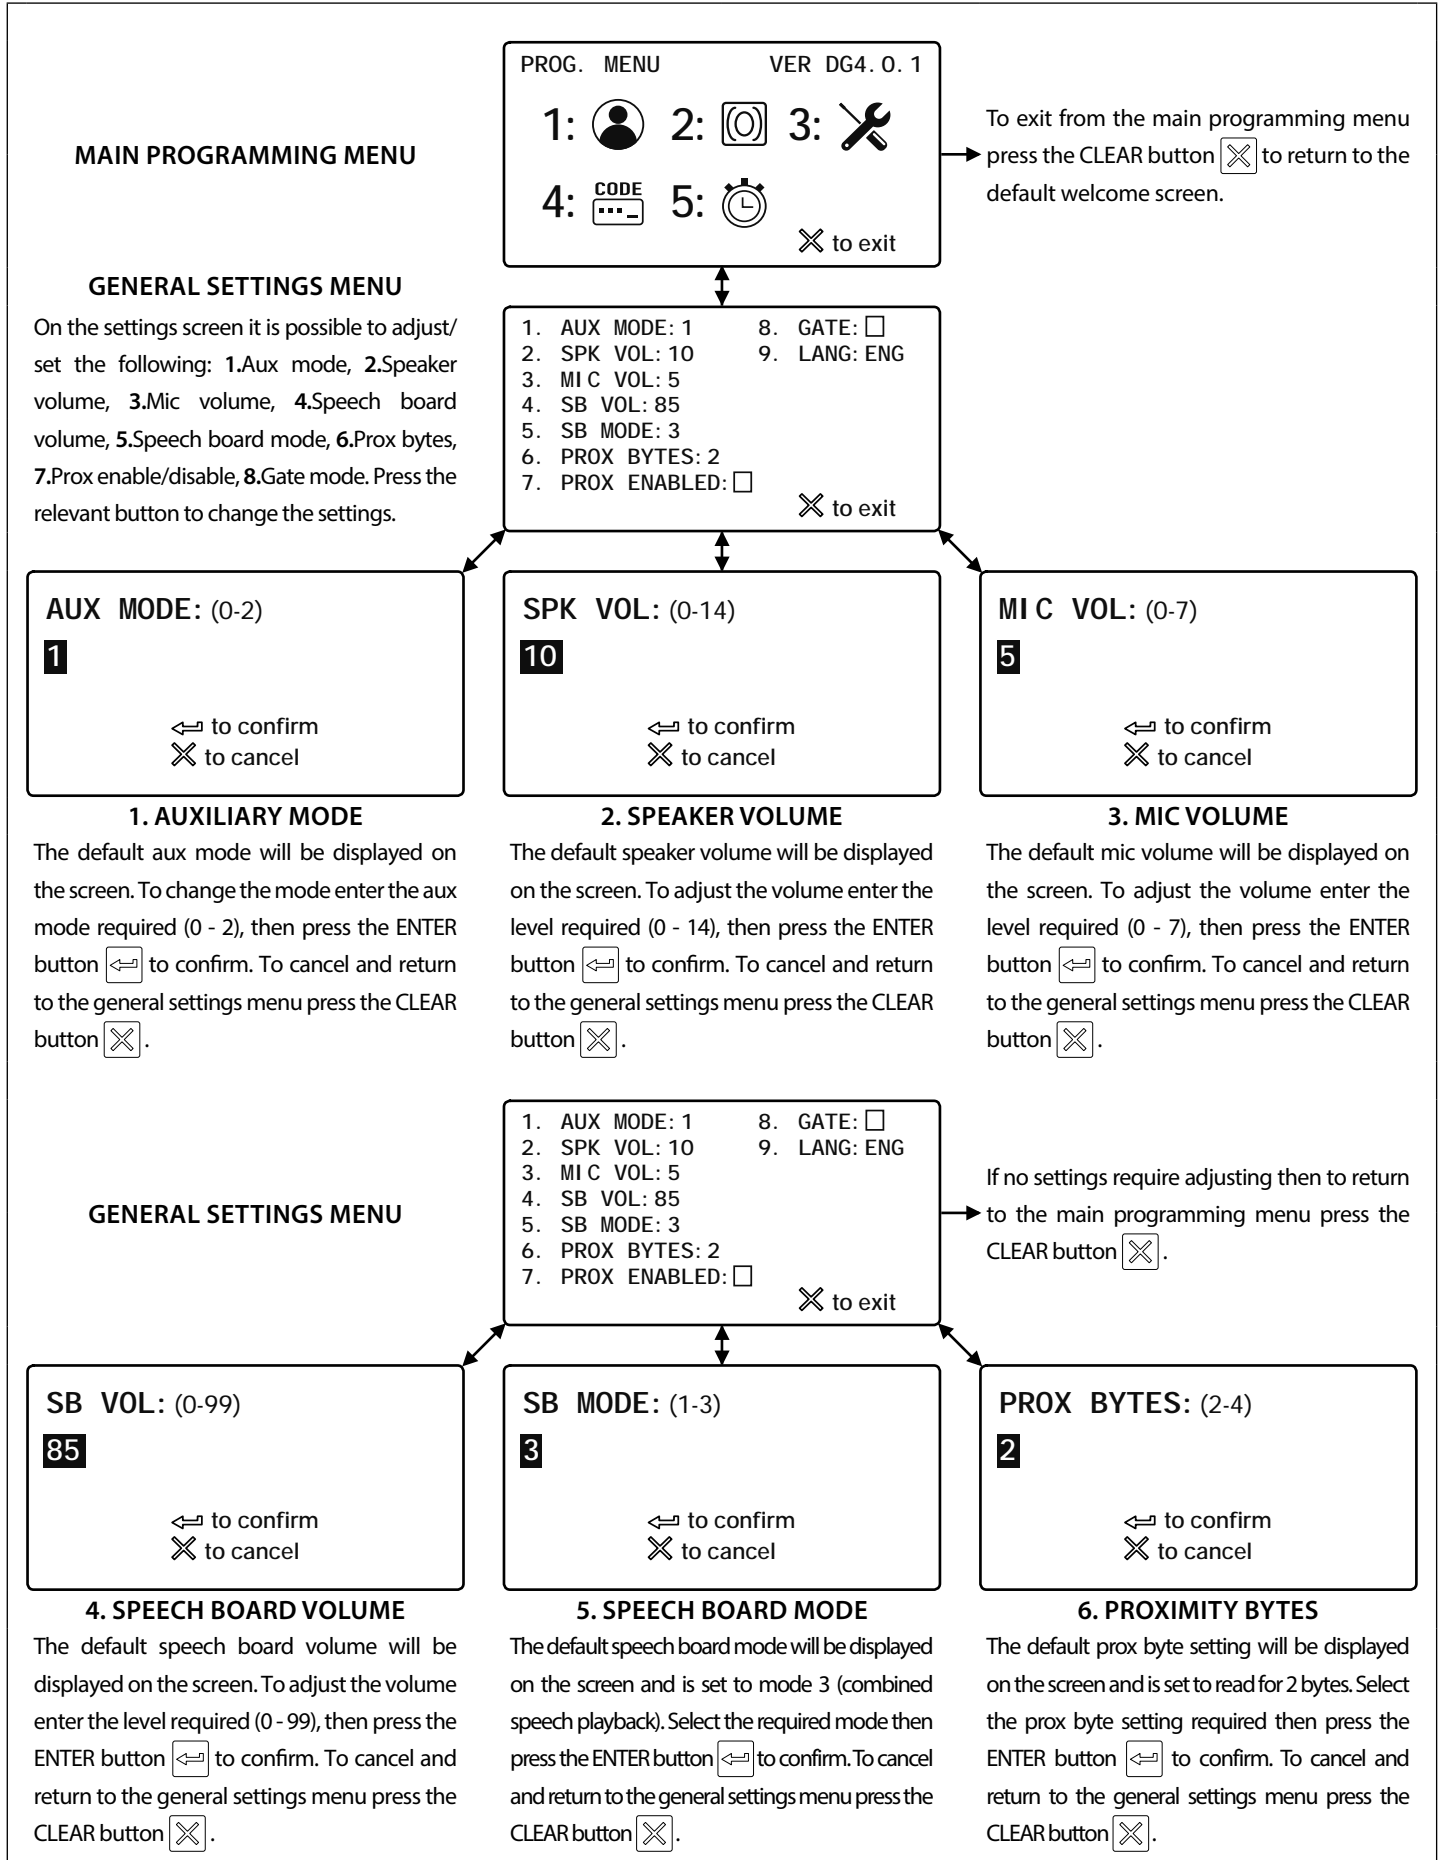 PROG. MENU VER DG4.0.1
1: 2: 3:
4: CODE 5:
to exit
MAIN PROGRAMMING MENU
To exit from the main programming menu
press the CLEAR button to return to the
default welcome screen.
GENERAL SETTINGS MENU
On the settings screen it is possible to adjust/
set the following: 1.Aux mode, 2.Speaker
volume, 3.Mic volume, 4.Speech board
volume, 5.Speech board mode, 6.Prox bytes,
7.Prox enable/disable, 8.Gate mode. Press the
relevant button to change the settings.
1. AUX MODE: 1 8. GATE:
2. SPK VOL: 10 9. LANG: ENG
3. MIC VOL: 5
4. SB VOL: 85
5. SB MODE: 3
6. PROX BYTES: 2
7. PROX ENABLED:
to exit
AUX MODE: (0-2)
1
to confirm
to cancel
SPK VOL: (0-14)
10
to confirm
to cancel
MIC VOL: (0-7)
5
to confirm
to cancel
1. AUXILIARY MODE
The default aux mode will be displayed on
the screen. To change the mode enter the aux
mode required (0 - 2), then press the ENTER
button to confirm. To cancel and return
to the general settings menu press the CLEAR
button .
2. SPEAKER VOLUME
The default speaker volume will be displayed
on the screen. To adjust the volume enter the
level required (0 - 14), then press the ENTER
button to confirm. To cancel and return
to the general settings menu press the CLEAR
button .
3. MIC VOLUME
The default mic volume will be displayed on
the screen. To adjust the volume enter the
level required (0 - 7), then press the ENTER
button to confirm. To cancel and return
to the general settings menu press the CLEAR
button .
GENERAL SETTINGS MENU
1. AUX MODE: 1 8. GATE:
2. SPK VOL: 10 9. LANG: ENG
3. MIC VOL: 5
4. SB VOL: 85
5. SB MODE: 3
6. PROX BYTES: 2
7. PROX ENABLED:
to exit
If no settings require adjusting then to return
to the main programming menu press the
CLEAR button .
SB VOL: (0-99)
85
to confirm
to cancel
SB MODE: (1-3)
3
to confirm
to cancel
PROX BYTES: (2-4)
2
to confirm
to cancel
4. SPEECH BOARD VOLUME
The default speech board volume will be
displayed on the screen. To adjust the volume
enter the level required (0 - 99), then press the
ENTER button to confirm. To cancel and
return to the general settings menu press the
CLEAR button .
5. SPEECH BOARD MODE
The default speech board mode will be displayed
on the screen and is set to mode 3 (combined
speech playback). Select the required mode then
press the ENTER button to confirm. To cancel
and return to the general settings menu press the
CLEAR button .
6. PROXIMITY BYTES
The default prox byte setting will be displayed
on the screen and is set to read for 2 bytes. Select
the prox byte setting required then press the
ENTER button to confirm. To cancel and
return to the general settings menu press the
CLEAR button .